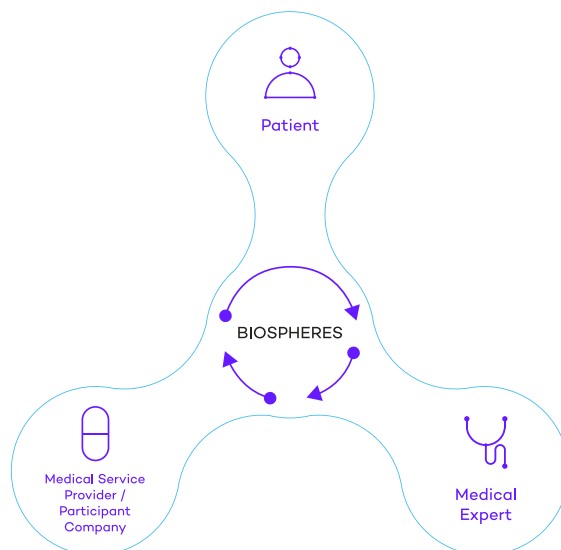 Patient
BIOSPHERES
Medical Service
Provider /
Participant
Company
Medical
Expert